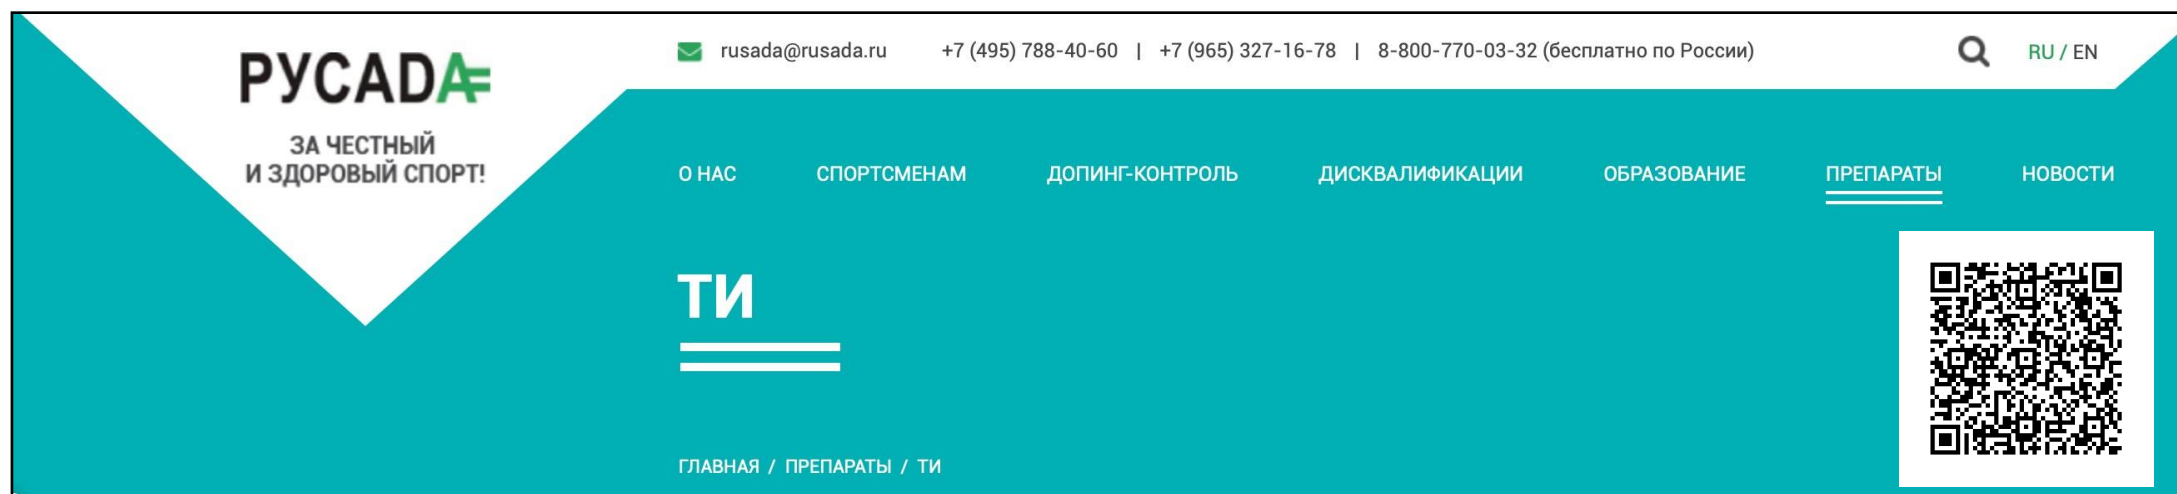 РУСАDA
ЗА ЧЕСТНЫЙ
И ЗДОРОВЫЙ СПОРТ!
rusada@rusada.ru +7 (495) 788-40-60 | +7 (965) 327-16-78 | 8-800-770-03-32 (бесплатно по России)
RU / EN
О НАС СПОРТСМЕНАМ ДОПИНГ-КОНТРОЛЬ ДИСКВАЛИФИКАЦИИ ОБРАЗОВАНИЕ ПРЕПАРАТЫ НОВОСТИ
ТИ
ГЛАВНАЯ / ПРЕПАРАТЫ / ТИ